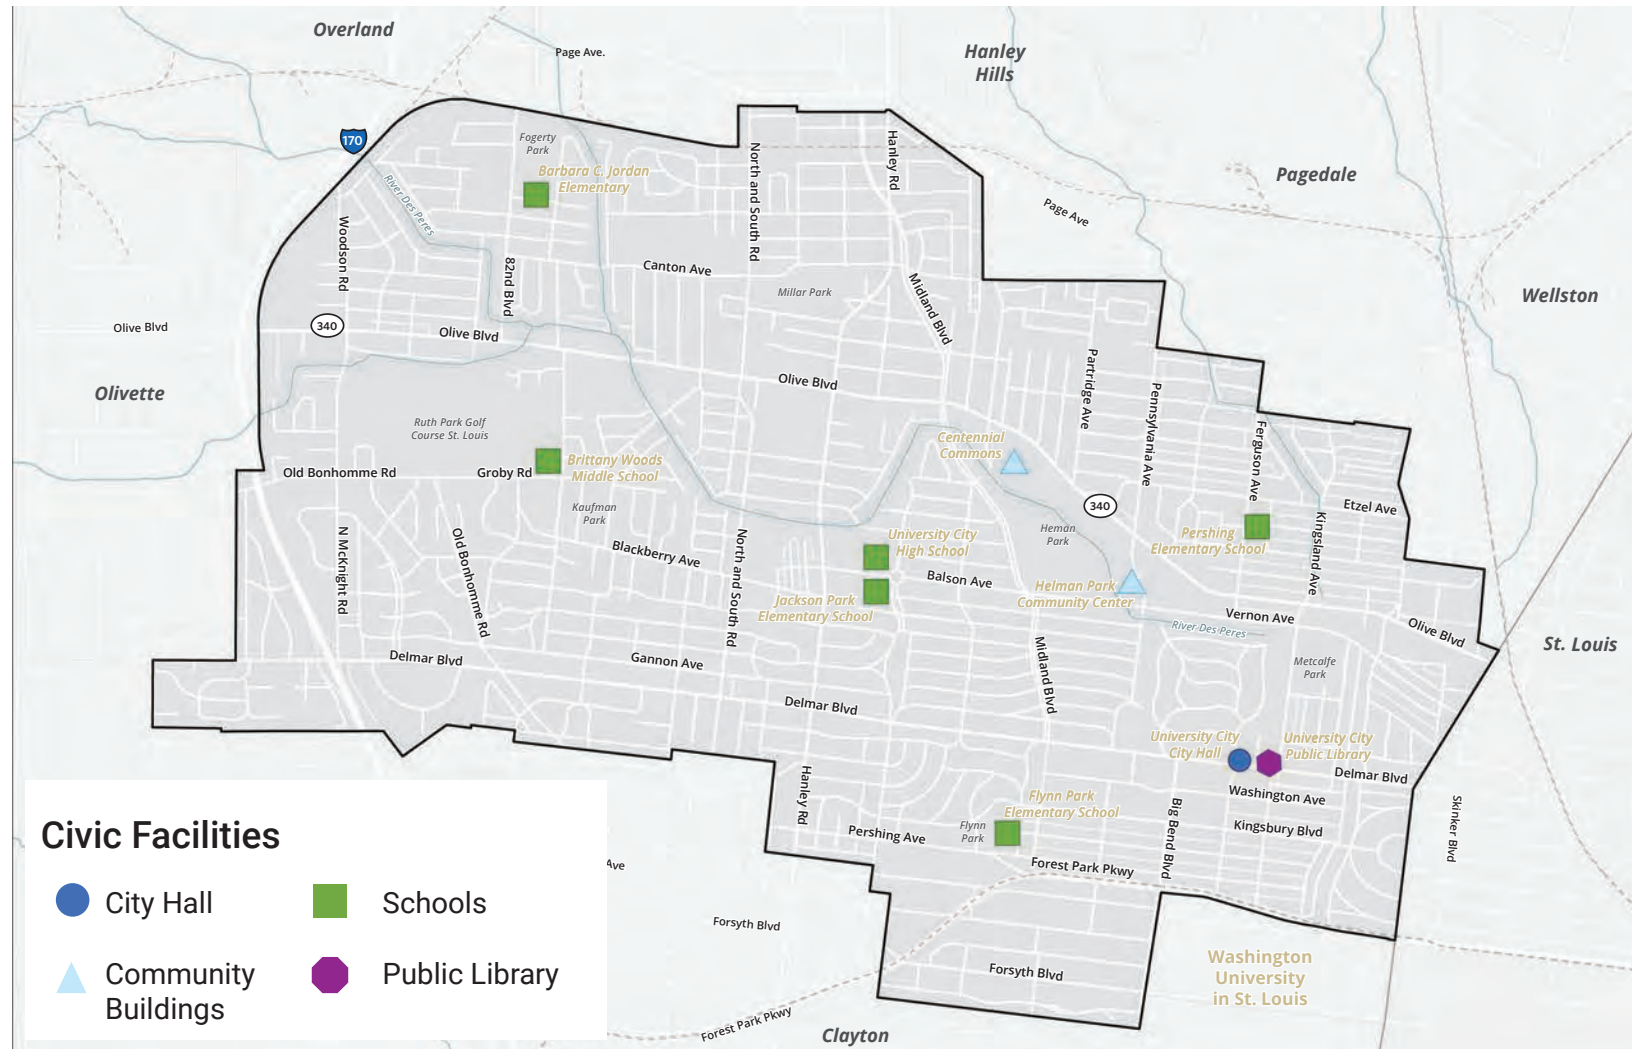 Overland
Page Ave.
Hanley
Hills
170
Fogerty
Park
Barbara C. Jordan
Elementary
River Des Peres
North and South Rd
Hanley Rd
Pagedale
Page Ave
Woodson Rd
82nd Blvd
Canton Ave
Millar Park
Midland Blvd
Wellston
Olive Blvd
340
Olive Blvd
Olive Blvd
Partridge Ave
Pennsylvania Ave
Olivette
Ruth Park Golf
Course St. Louis
Centennial
Commons
Ferguson Ave
Old Bonhomme Rd
Groby Rd
Brittany Woods
Middle School
Kaufman
Park
340
Etzel Ave
Kingsland Ave
N McKnight Rd
Old Bonhomme Rd
Blackberry Ave
North and South Rd
University City
High School
Heman
Park
Pershing
Elementary School
Balson Ave
Jackson Park
Elementary School
Helman Park
Community Center
Vernon Ave
River Des Peres
Olive Blvd
St. Louis
Delmar Blvd
Gannon Ave
Midland Blvd
Metcalfe
Park
Delmar Blvd
University City
City Hall
University City
Public Library
Delmar Blvd
Hanley Rd
Washington Ave
Flynn Park
Elementary School
Big Bend Blvd
Kingsbury Blvd
Skinker Blvd
Pershing Ave
Flynn
Park
Forest Park Pkwy
Ave
Forsyth Blvd
Forsyth Blvd
Washington
University
in St. Louis
Forest Park Pkwy
Clayton
Civic Facilities
City Hall
Schools
Community
Buildings
Public Library